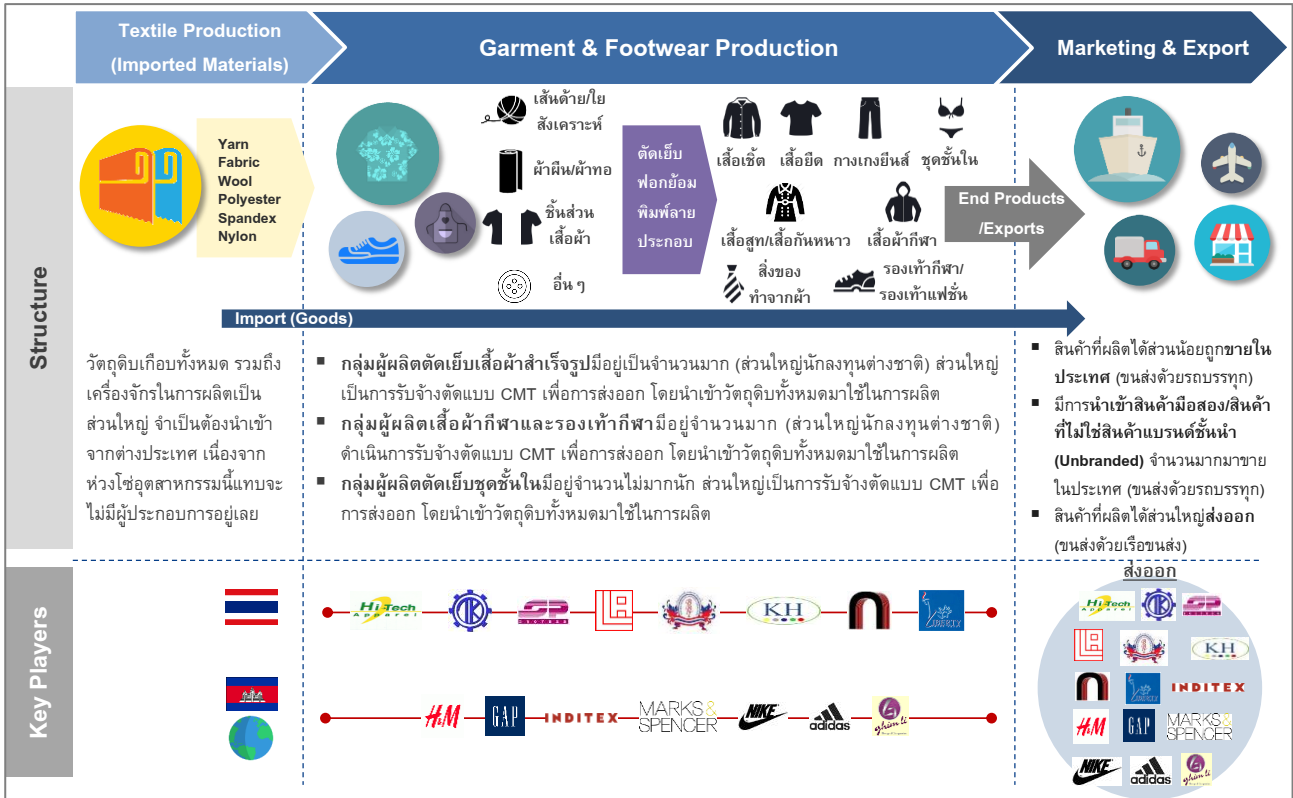 Textile Production
(Imported Materials)
Garment & Footwear Production
Marketing & Export
Structure
Yarn
Fabric
Wool
Polyester
Spandex
Nylon
เส้นด้าย/ใย
สังเคราะห์
ผ้าผืน/ผ้าทอ
ชิ้นส่วน
เสื้อผ้า
อื่น ๆ
ตัดเย็บ
ฟอกย้อม
พิมพ์ลาย
ประกอบ
เสื้อเชิ้ต
เสื้อยืด
กางเกงยีนส์
ชุดชั้นใน
เสื้อสูท/เสื้อกันหนาว
เสื้อผ้ากีฬา
สิ่งของ
ทำจากผ้า
รองเท้ากีฬา/
รองเท้าแฟชั่น
End Products
/Exports
Import (Goods)
วัตถุดิบเกือบทั้งหมด รวมถึง
เครื่องจักรในการผลิตเป็น
ส่วนใหญ่ จำเป็นต้องนำเข้า
จากต่างประเทศ เนื่องจาก
ห่วงโซ่อุตสาหกรรมนี้แทบจะ
ไม่มีผู้ประกอบการอยู่เลย
▪ กลุ่มผู้ผลิตตัดเย็บเสื้อผ้าสำเร็จรูปมีอยู่เป็นจำนวนมาก (ส่วนใหญ่นักลงทุนต่างชาติ) ส่วนใหญ่
เป็นการรับจ้างตัดแบบ CMT เพื่อการส่งออก โดยนำเข้าวัตถุดิบทั้งหมดมาใช้ในการผลิต
▪ กลุ่มผู้ผลิตเสื้อผ้ากีฬาและรองเท้ากีฬามีอยู่จำนวนมาก (ส่วนใหญ่นักลงทุนต่างชาติ)
ดำเนินการรับจ้างตัดแบบ CMT เพื่อการส่งออก โดยนำเข้าวัตถุดิบทั้งหมดมาใช้ในการผลิต
▪ กลุ่มผู้ผลิตตัดเย็บชุดชั้นในมีอยู่จำนวนไม่มากนัก ส่วนใหญ่เป็นการรับจ้างตัดแบบ CMT เพื่อ
การส่งออก โดยนำเข้าวัตถุดิบทั้งหมดมาใช้ในการผลิต
▪ สินค้าที่ผลิตได้ส่วนน้อยถูกขายใน
ประเทศ (ขนส่งด้วยรถบรรทุก)
▪ มีการนำเข้าสินค้ามือสอง/สินค้า
ที่ไม่ใช่สินค้าแบรนด์ชั้นนำ
(Unbranded) จำนวนมากมาขาย
ในประเทศ (ขนส่งด้วยรถบรรทุก)
▪ สินค้าที่ผลิตได้ส่วนใหญ่ส่งออก
(ขนส่งด้วยเรือขนส่ง)
Key Players
Hi-Tech
Apparel
KH
LIBERTY
H&M
GAP
INDITEX
MARKS&
SPENCER
NIKE
adidas
ghim li
ส่งออก
Hi-Tech
Apparel
KH
INDITEX
H&M
GAP
MARKS&
SPENCER
NIKE
adidas
ghim li